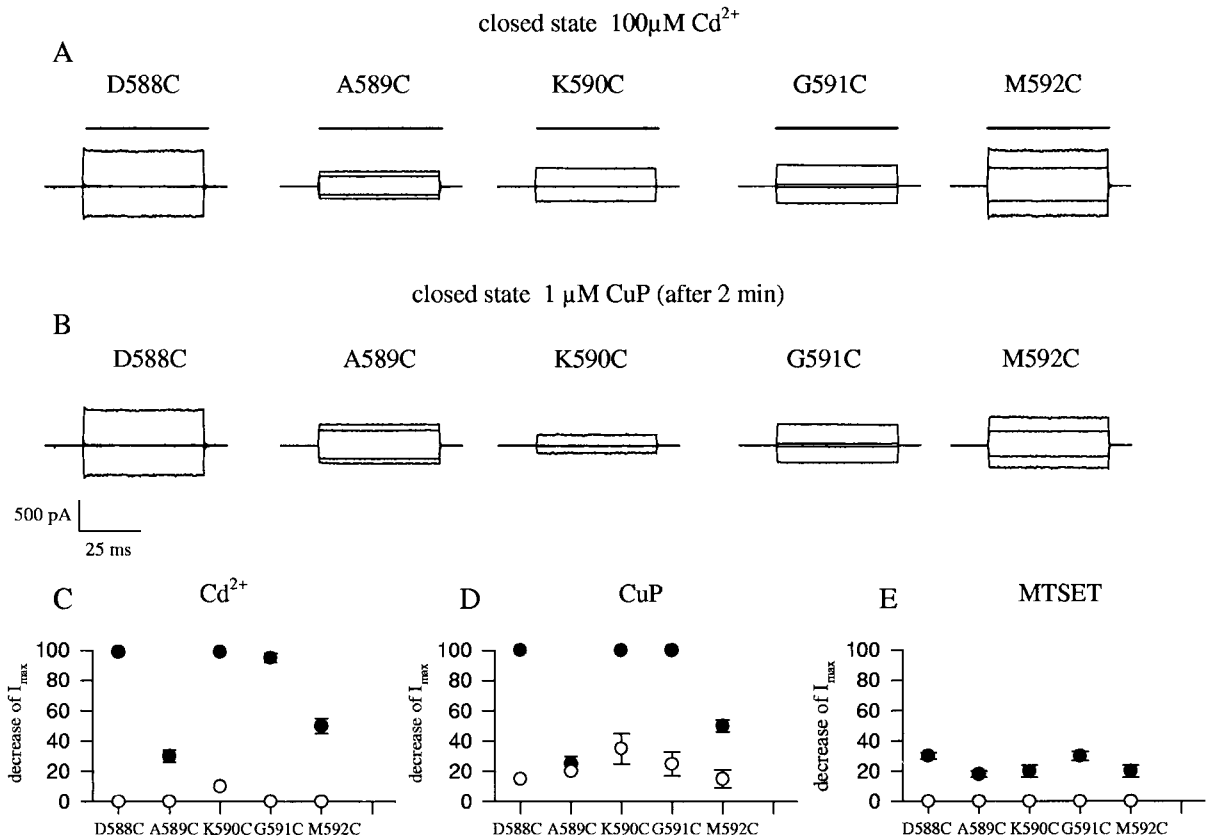 closed state 100µM Cd²⁺
A
D588C A589C K590C G591C M592C
closed state 1 µM CuP (after 2 min)
B
D588C A589C K590C G591C M592C
500 pA
25 ms
C Cd²⁺
decrease of Imax
100
80
60
40
20
0
D588C A589C K590C G591C M592C
D CuP
decrease of Imax
100
80
60
40
20
0
D588C A589C K590C G591C M592C
E MTSET
decrease of Imax
100
80
60
40
20
0
D588C A589C K590C G591C M592C